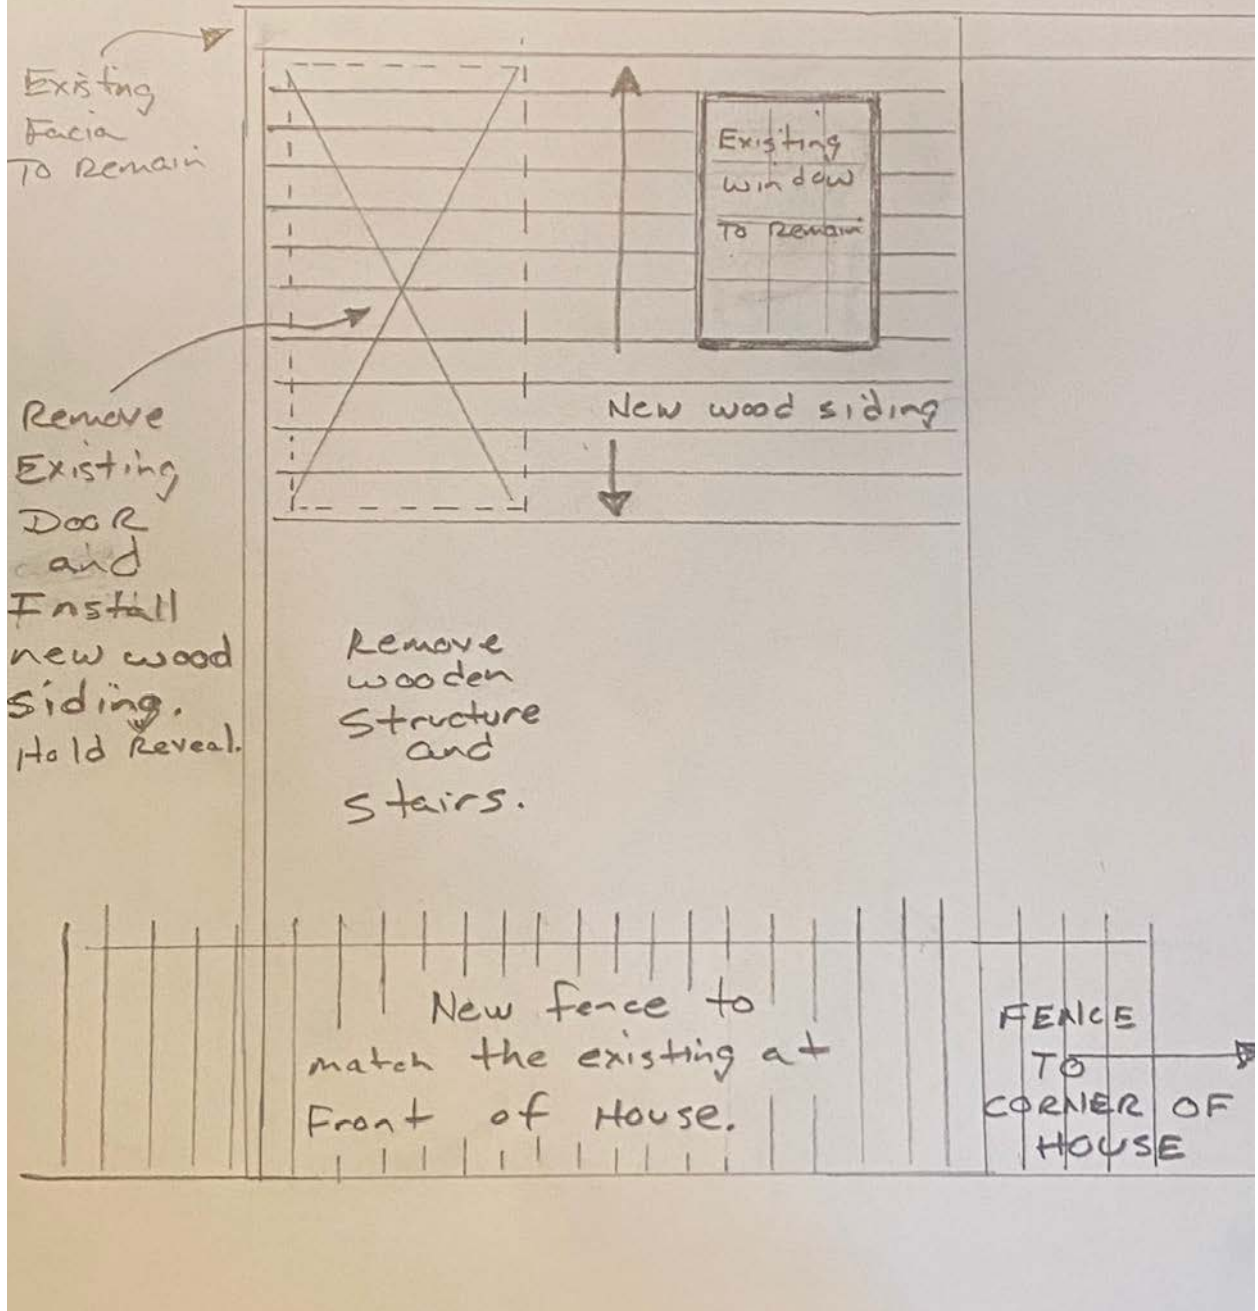 Existing
Facia
To Remain
Existing
window
To Remain
New wood siding
Remove
Existing
DooR
and
Install
new wood
siding.
Hold Reveal.
Remove
wooden
Structure
and
Stairs.
New fence to
match the existing at
Front of House.
FENCE
TO
CORNER OF
HOUSE